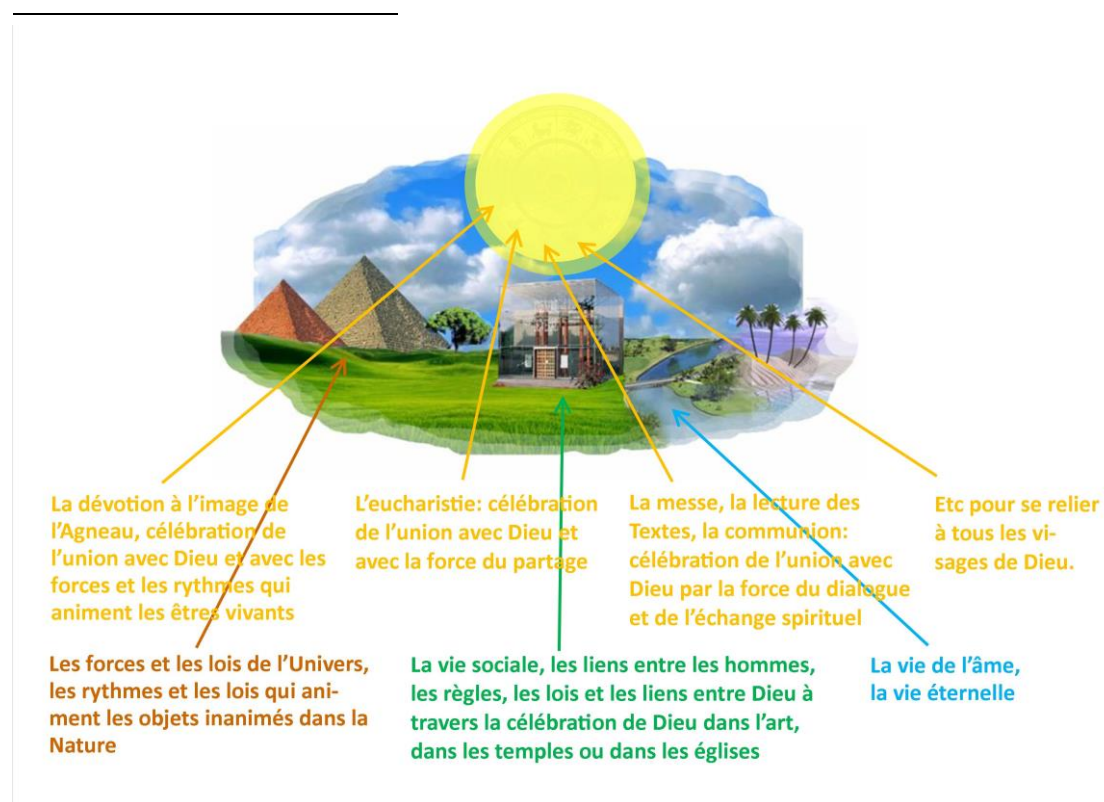 La dévotion à l’image de
l’Agneau, célébration de
l’union avec Dieu et avec les
forces et les rythmes qui
animent les êtres vivants
L’eucharistie: célébration
de l’union avec Dieu et
avec la force du partage
La messe, la lecture des
Textes, la communion:
célébration de l’union avec
Dieu par la force du dialogue
et de l’échange spirituel
Etc pour se relier
à tous les vi-
sages de Dieu.
Les forces et les lois de l’Univers,
les rythmes et les lois qui ani-
ment les objets inanimés dans la
Nature
La vie sociale, les liens entre les hommes,
les règles, les lois et les liens entre Dieu à
travers la célébration de Dieu dans l’art,
dans les temples ou dans les églises
La vie de l’âme,
la vie éternelle